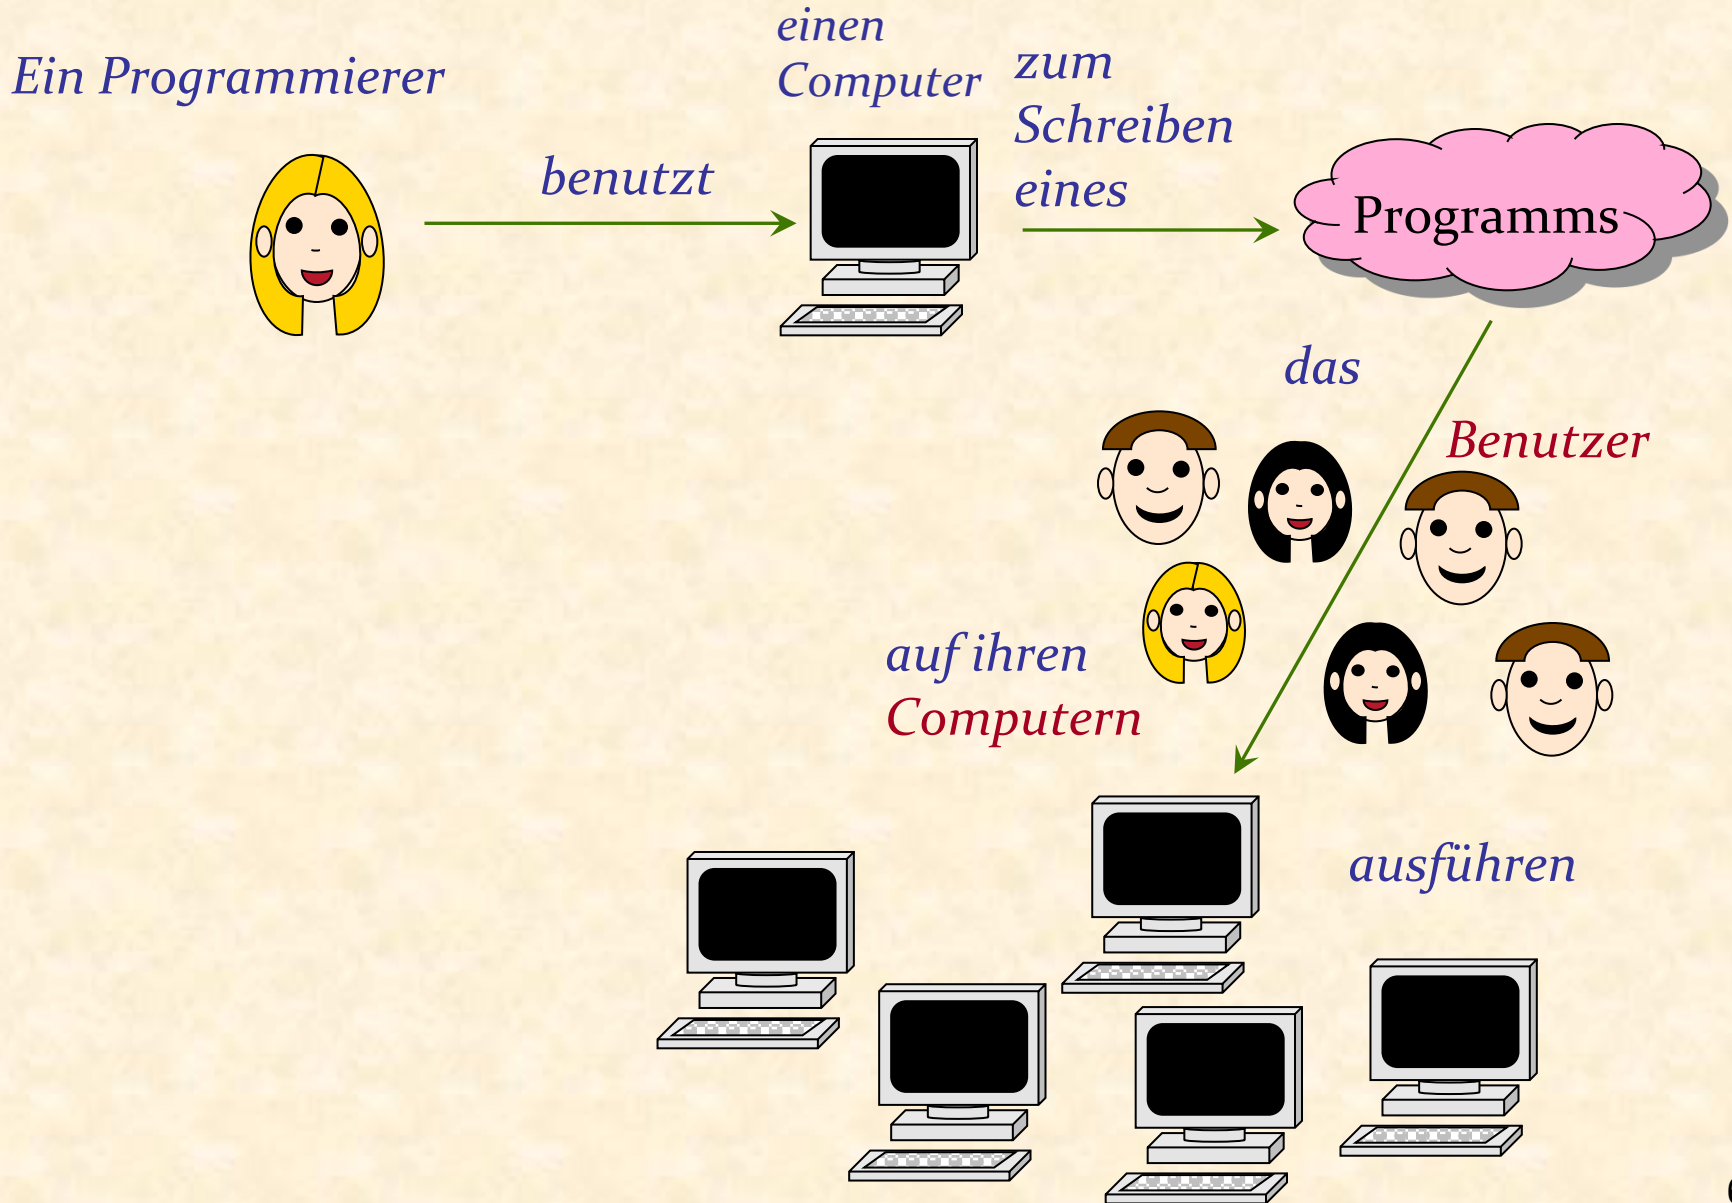 Ein Programmierer
benutzt
einen
Computer
zum
Schreiben
eines
Programms
das
Benutzer
auf ihren
Computern
ausführen